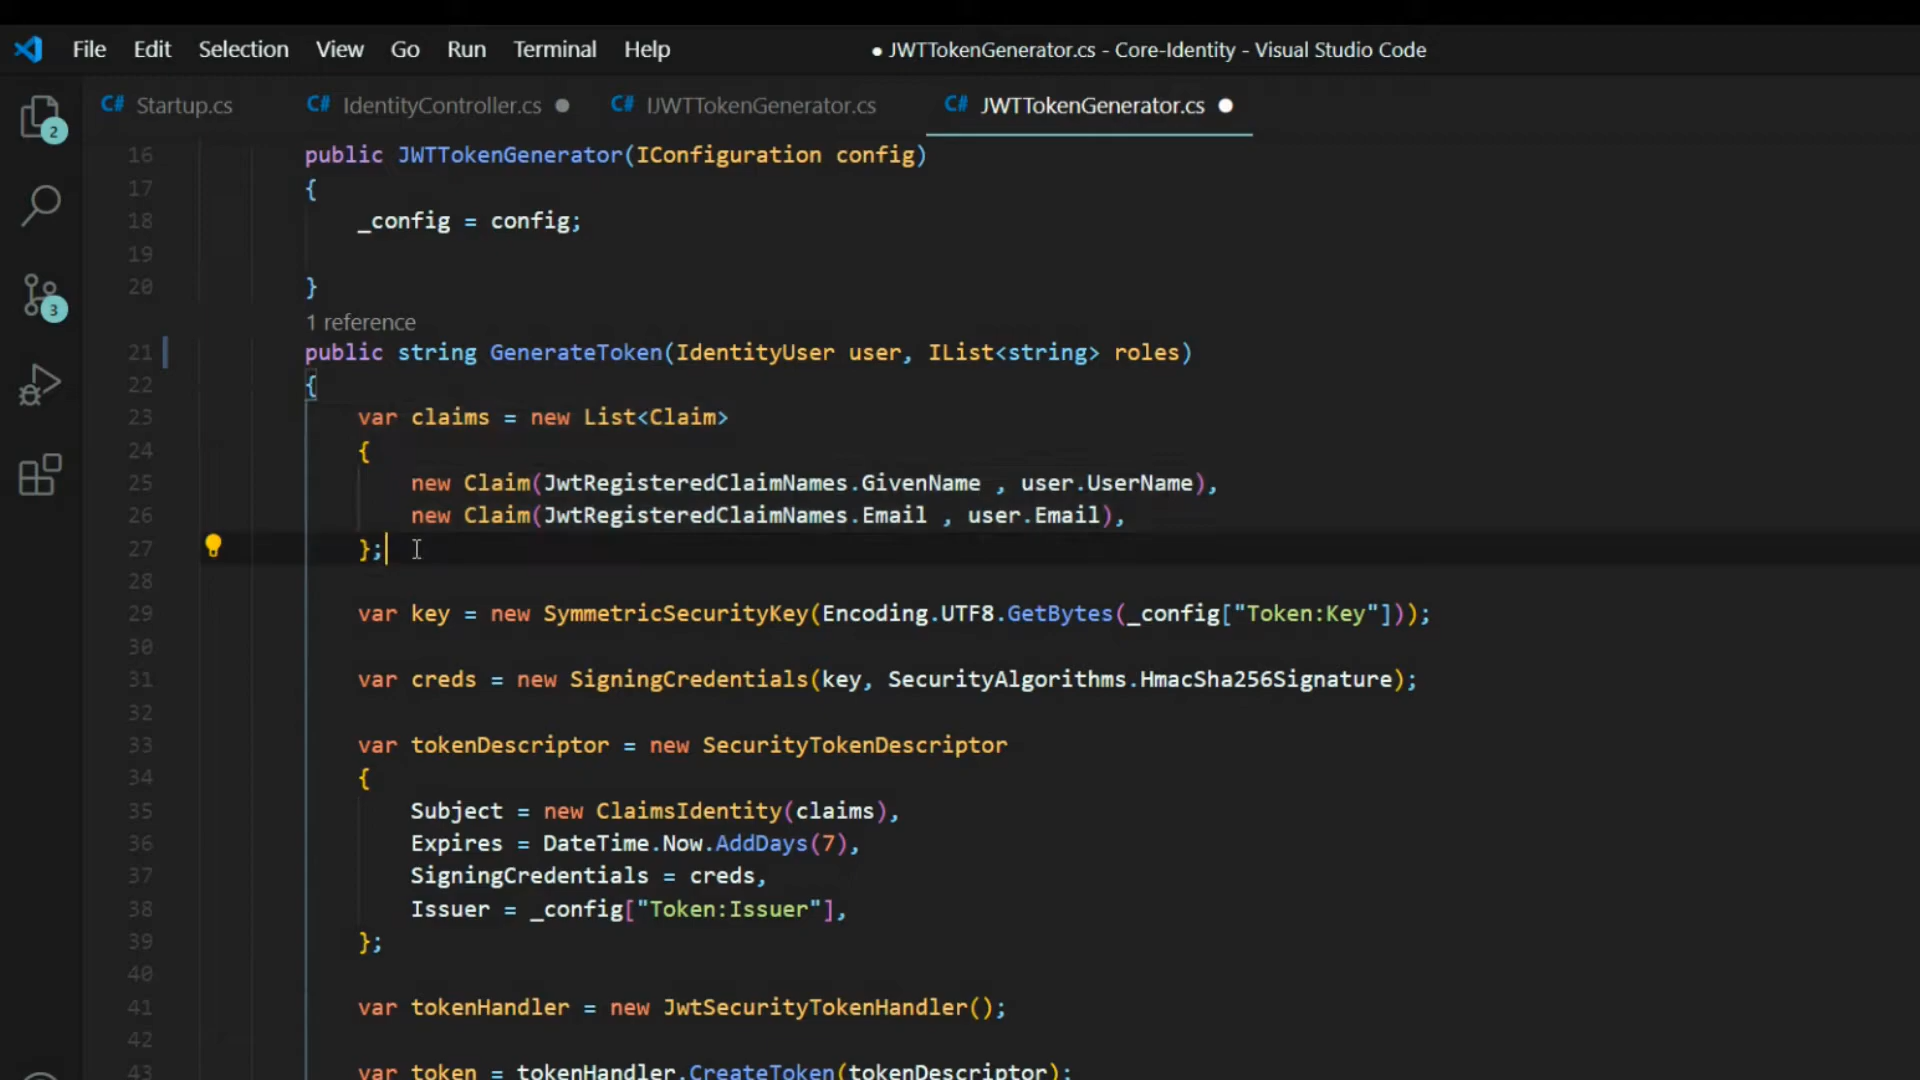 File Edit Selection View Go Run Terminal Help ● JWTTokenGenerator.cs - Core-Identity - Visual Studio Code
C# Startup.cs C# IdentityController.cs ● C# IJWTTokenGenerator.cs C# JWTTokenGenerator.cs ●
2
3
16 public JWTTokenGenerator(IConfiguration config)
17 {
18 _config = config;
19
20 }
1 reference
21 public string GenerateToken(IdentityUser user, IList<string> roles)
22 {
23 var claims = new List<Claim>
24 {
25 new Claim(JwtRegisteredClaimNames.GivenName , user.UserName),
26 new Claim(JwtRegisteredClaimNames.Email , user.Email),
27 };
28
29 var key = new SymmetricSecurityKey(Encoding.UTF8.GetBytes(_config["Token:Key"]));
30
31 var creds = new SigningCredentials(key, SecurityAlgorithms.HmacSha256Signature);
32
33 var tokenDescriptor = new SecurityTokenDescriptor
34 {
35 Subject = new ClaimsIdentity(claims),
36 Expires = DateTime.Now.AddDays(7),
37 SigningCredentials = creds,
38 Issuer = _config["Token:Issuer"],
39 };
40
41 var tokenHandler = new JwtSecurityTokenHandler();
42
43 var token = tokenHandler.CreateToken(tokenDescriptor);